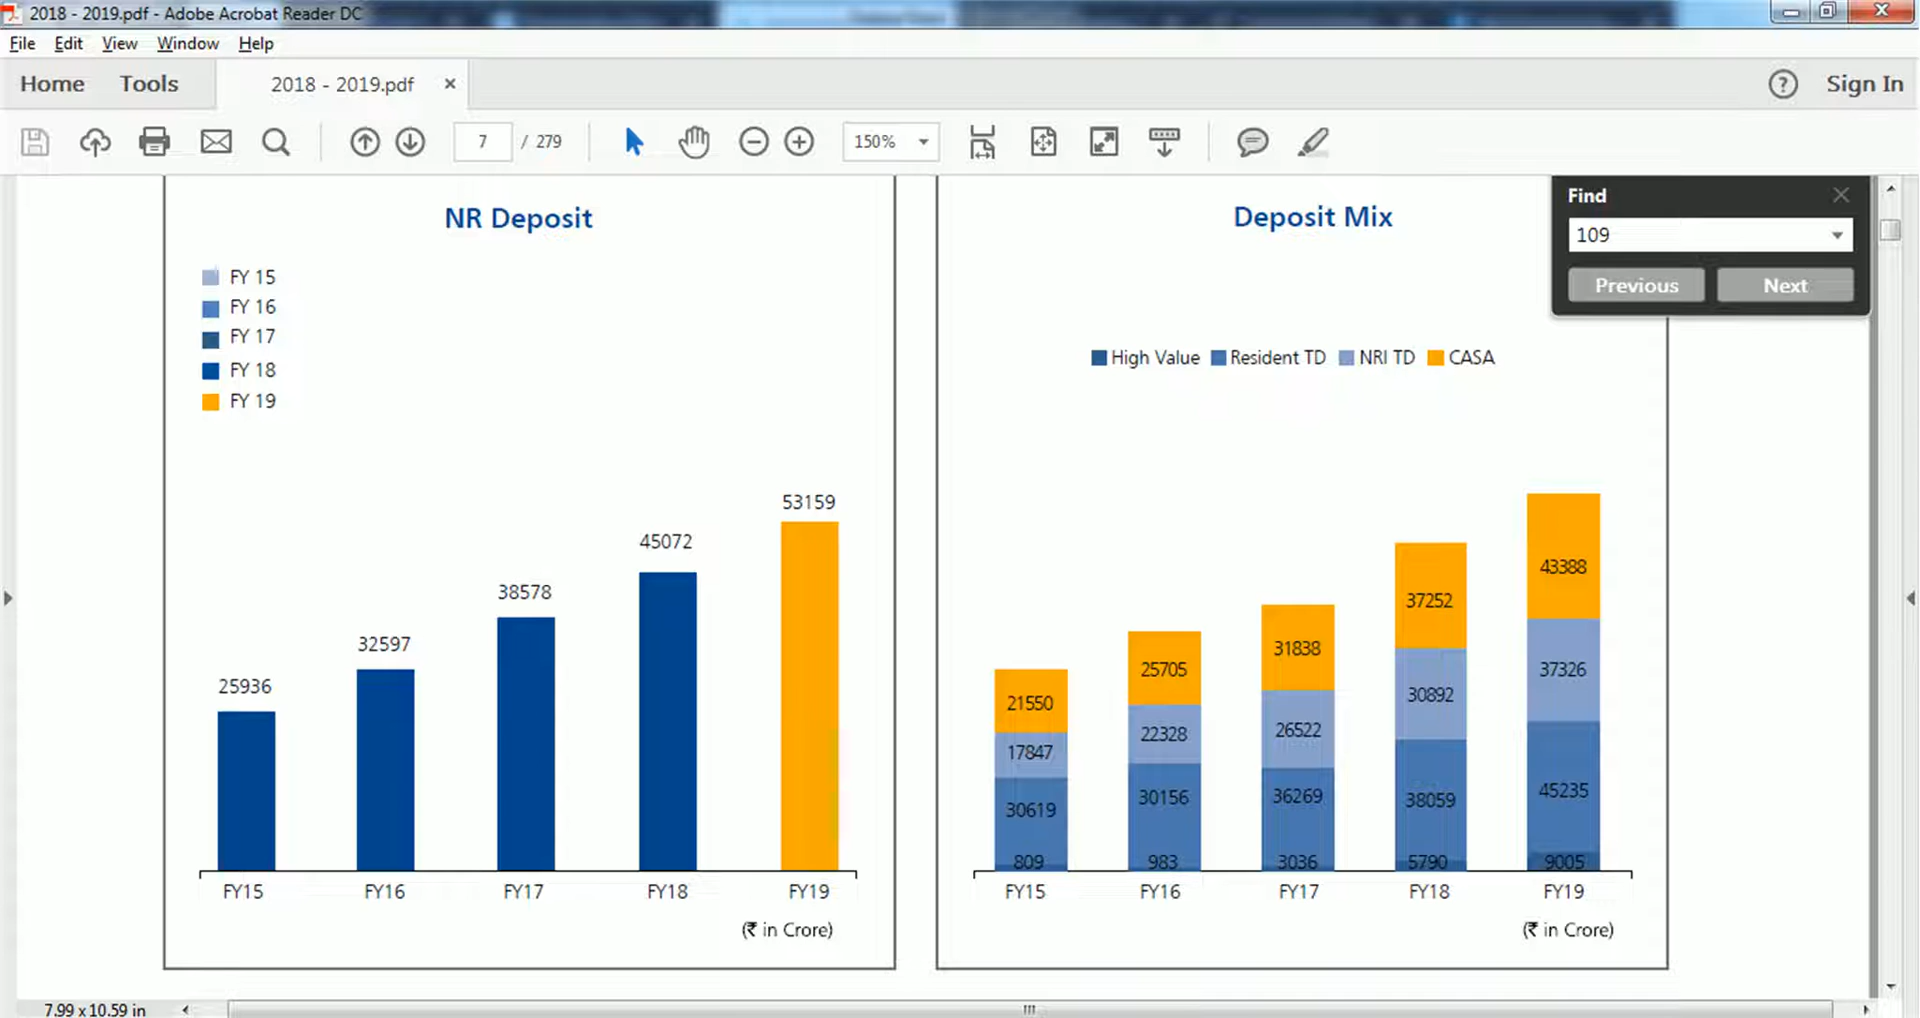 2018 - 2019.pdf - Adobe Acrobat Reader DC
File Edit View Window Help
Home Tools 2018 - 2019.pdf × ? Sign In
7 / 279 150%
Find
109
Previous Next
NR Deposit
FY 15
FY 16
FY 17
FY 18
FY 19
53159
45072
38578
32597
25936
FY15 FY16 FY17 FY18 FY19
(₹ in Crore)
Deposit Mix
High Value Resident TD NRI TD CASA
21550 25705 31838 37252 43388
17847 22328 26522 30892 37326
30619 30156 36269 38059 45235
809 983 3036 5790 9005
FY15 FY16 FY17 FY18 FY19
(₹ in Crore)
7.99 x 10.59 in